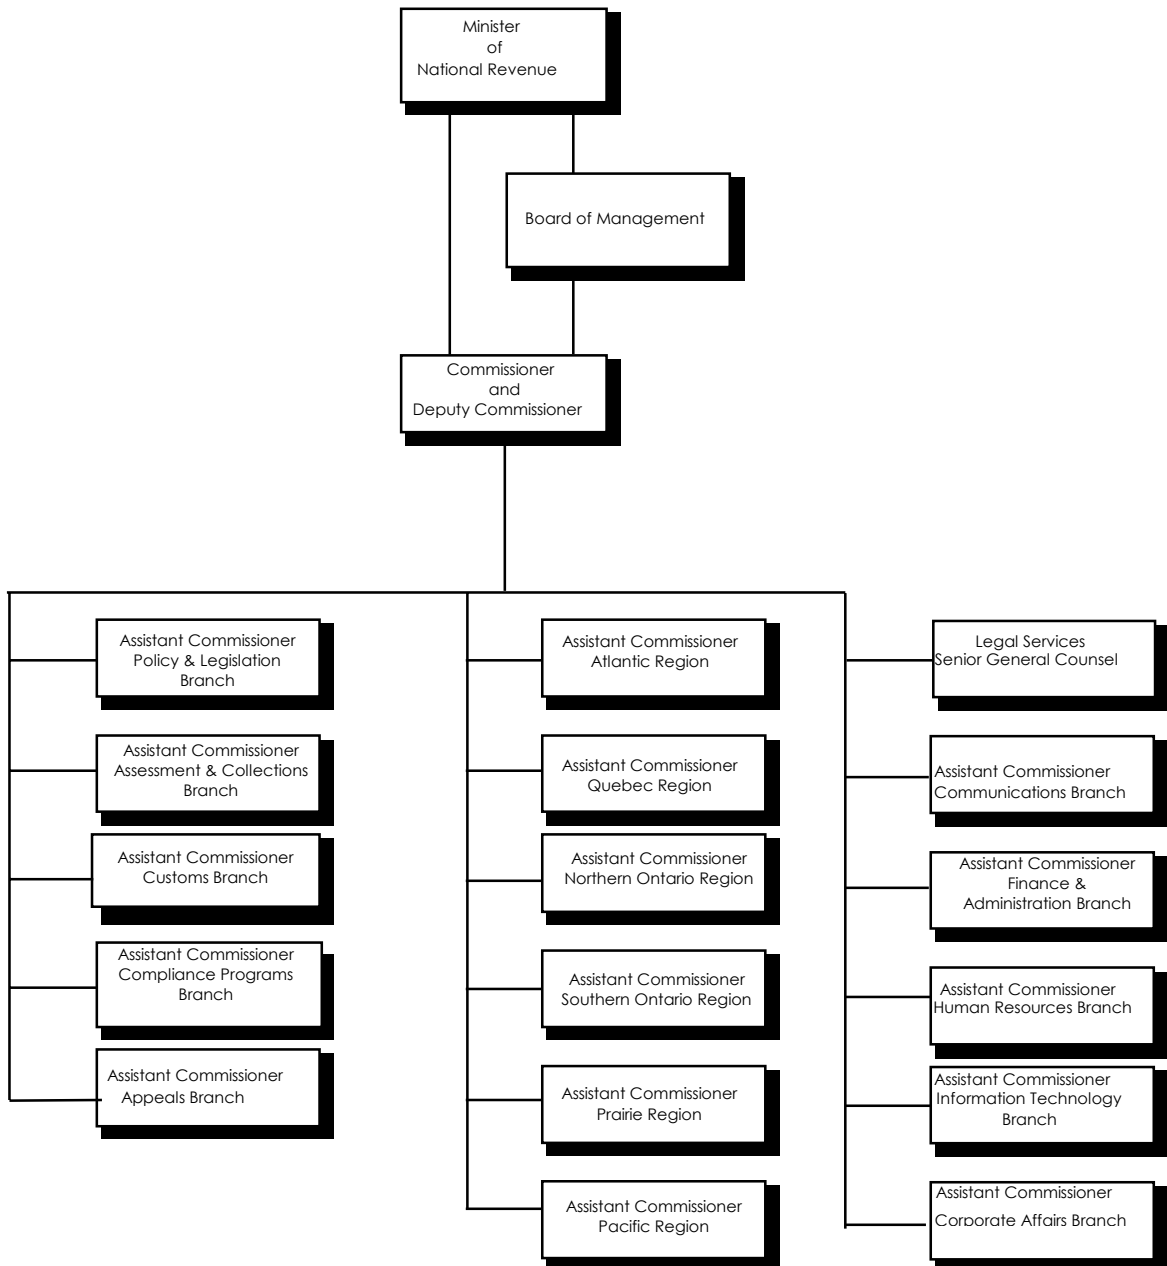 Minister
of
National Revenue
Board of Management
Commissioner
and
Deputy Commissioner
Assistant Commissioner
Policy & Legislation
Branch
Assistant Commissioner
Assessment & Collections
Branch
Assistant Commissioner
Customs Branch
Assistant Commissioner
Compliance Programs
Branch
Assistant Commissioner
Appeals Branch
Assistant Commissioner
Atlantic Region
Assistant Commissioner
Quebec Region
Assistant Commissioner
Northern Ontario Region
Assistant Commissioner
Southern Ontario Region
Assistant Commissioner
Prairie Region
Assistant Commissioner
Pacific Region
Legal Services
Senior General Counsel
Assistant Commissioner
Communications Branch
Assistant Commissioner
Finance &
Administration Branch
Assistant Commissioner
Human Resources Branch
Assistant Commissioner
Information Technology
Branch
Assistant Commissioner
Corporate Affairs Branch